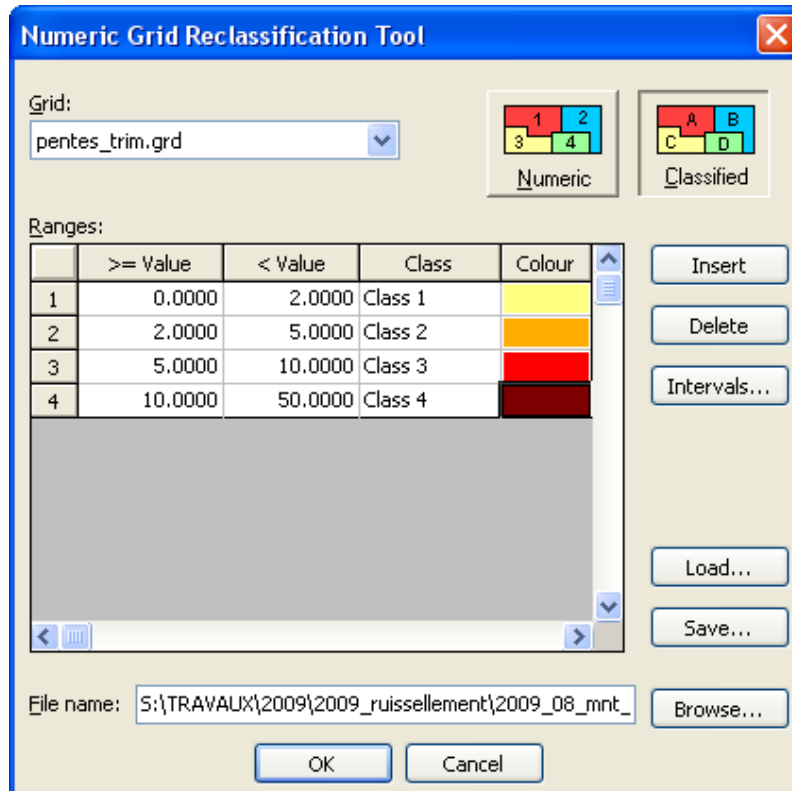 Numeric Grid Reclassification Tool
Grid:
pentes_trim.grd
1 2 3 4
Numeric
A B C D
Classified
Ranges:
>= Value < Value Class Colour
1 0.0000 2.0000 Class 1
2 2.0000 5.0000 Class 2
3 5.0000 10.0000 Class 3
4 10.0000 50.0000 Class 4
Insert
Delete
Intervals...
Load...
Save...
File name: S:\TRAVAUX\2009\2009_ruissellement\2009_08_mnt_ Browse...
OK Cancel